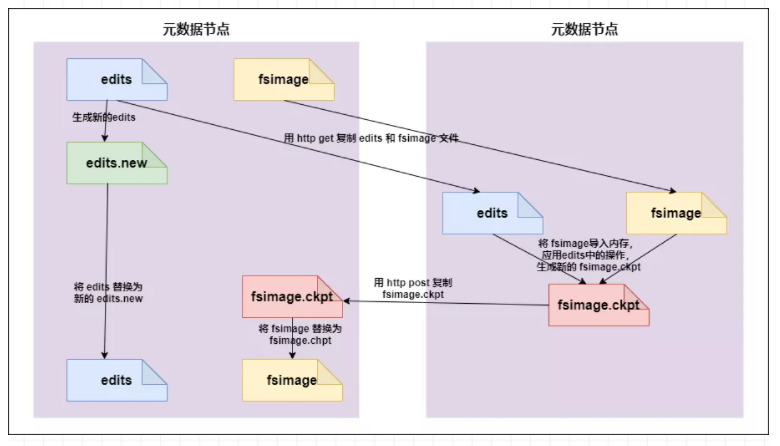 元数据节点
元数据节点
edits
fsimage
生成新的edits
用 http get 复制 edits 和 fsimage 文件
edits.new
edits
fsimage
将 fsimage导入内存，
应用edits中的操作，
生成新的 fsimage.ckpt
将 edits 替换为
新的 edits.new
fsimage.ckpt
用 http post 复制
fsimage.ckpt
fsimage.ckpt
将 fsimage 替换为
fsimage.chpt
edits
fsimage